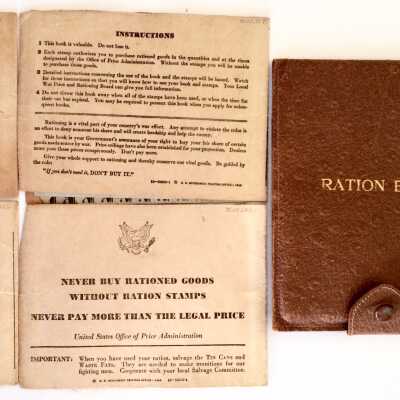 INSTRUCTIONS
1 This book is valuable. Do not lose it.
2 Each stamp authorizes you to purchase rationed goods in the quantities and at the times
designated by the Office of Price Administration. Without the stamps you will be unable
to purchase those goods.
3 Detailed instructions concerning the use of the book and the stamps will be issued. Watch
for those instructions so that you will know how to use your book and stamps. Your Local
War Price and Rationing Board can give you full information.
4 Do not throw this book away when all of the stamps have been used, or when the time for
their use has expired. You may be required to present this book when you apply for subse-
quent books.
Rationing is a vital part of your country's war effort. Any attempt to violate the rules is
an effort to deny someone his share and will create hardship and help the enemy.
This book is your Government's assurance of your right to buy your fair share of certain
goods made scarce by war. Price ceilings have also been established for your protection. Dealers
must post these prices conspicuously. Don't pay more.
Give your whole support to rationing and thereby conserve our vital goods. Be guided by
the rule:
"If you don't need it, DON'T BUY IT."
NEVER BUY RATIONED GOODS
WITHOUT RATION STAMPS
NEVER PAY MORE THAN THE LEGAL PRICE
United States Office of Price Administration
IMPORTANT: When you have used your ration, salvage the TIN CANS and
WASTE FATS. They are needed to make munitions for our
fighting men. Cooperate with your local Salvage Committee.
RATION